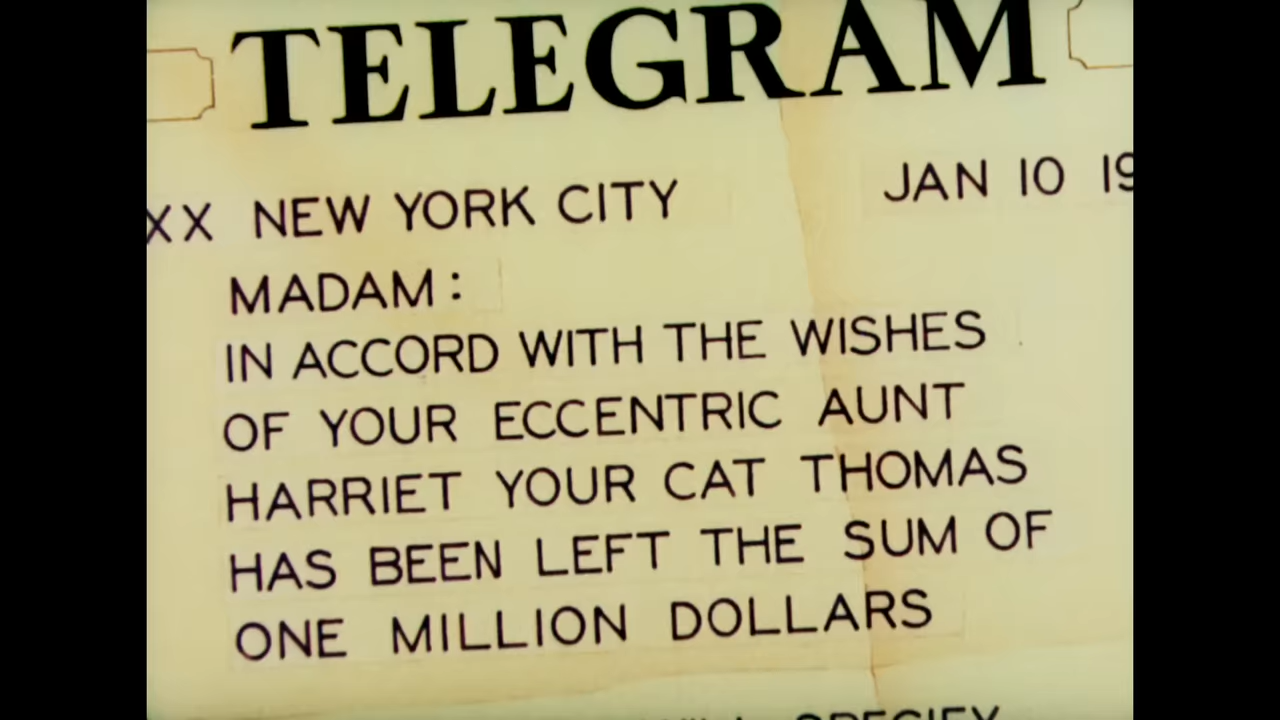 TELEGRAM
XX NEW YORK CITY JAN 10 19
MADAM:
IN ACCORD WITH THE WISHES
OF YOUR ECCENTRIC AUNT
HARRIET YOUR CAT THOMAS
HAS BEEN LEFT THE SUM OF
ONE MILLION DOLLARS
SPECIFY